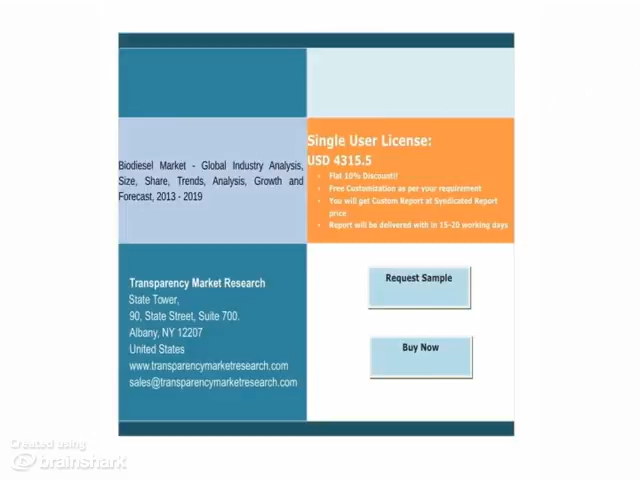 Single User License:
USD 4315.5
• Flat 10% Discount!!
• Free Customization as per your requirement
• You will get Custom Report at Syedicated Report
price
• Report will be delivered with in 15-20 working days
Biodiesel Market - Global Industry Analysis,
Size, Share, Trends, Analysis, Growth and
Forecast, 2013 - 2019
Transparency Market Research
State Tower,
90, State Street, Suite 700.
Albany, NY 12207
United States
www.transparencymarketresearch.com
sales@transparencymarketresearch.com
Request Sample
Buy Now
Created using
brainshark